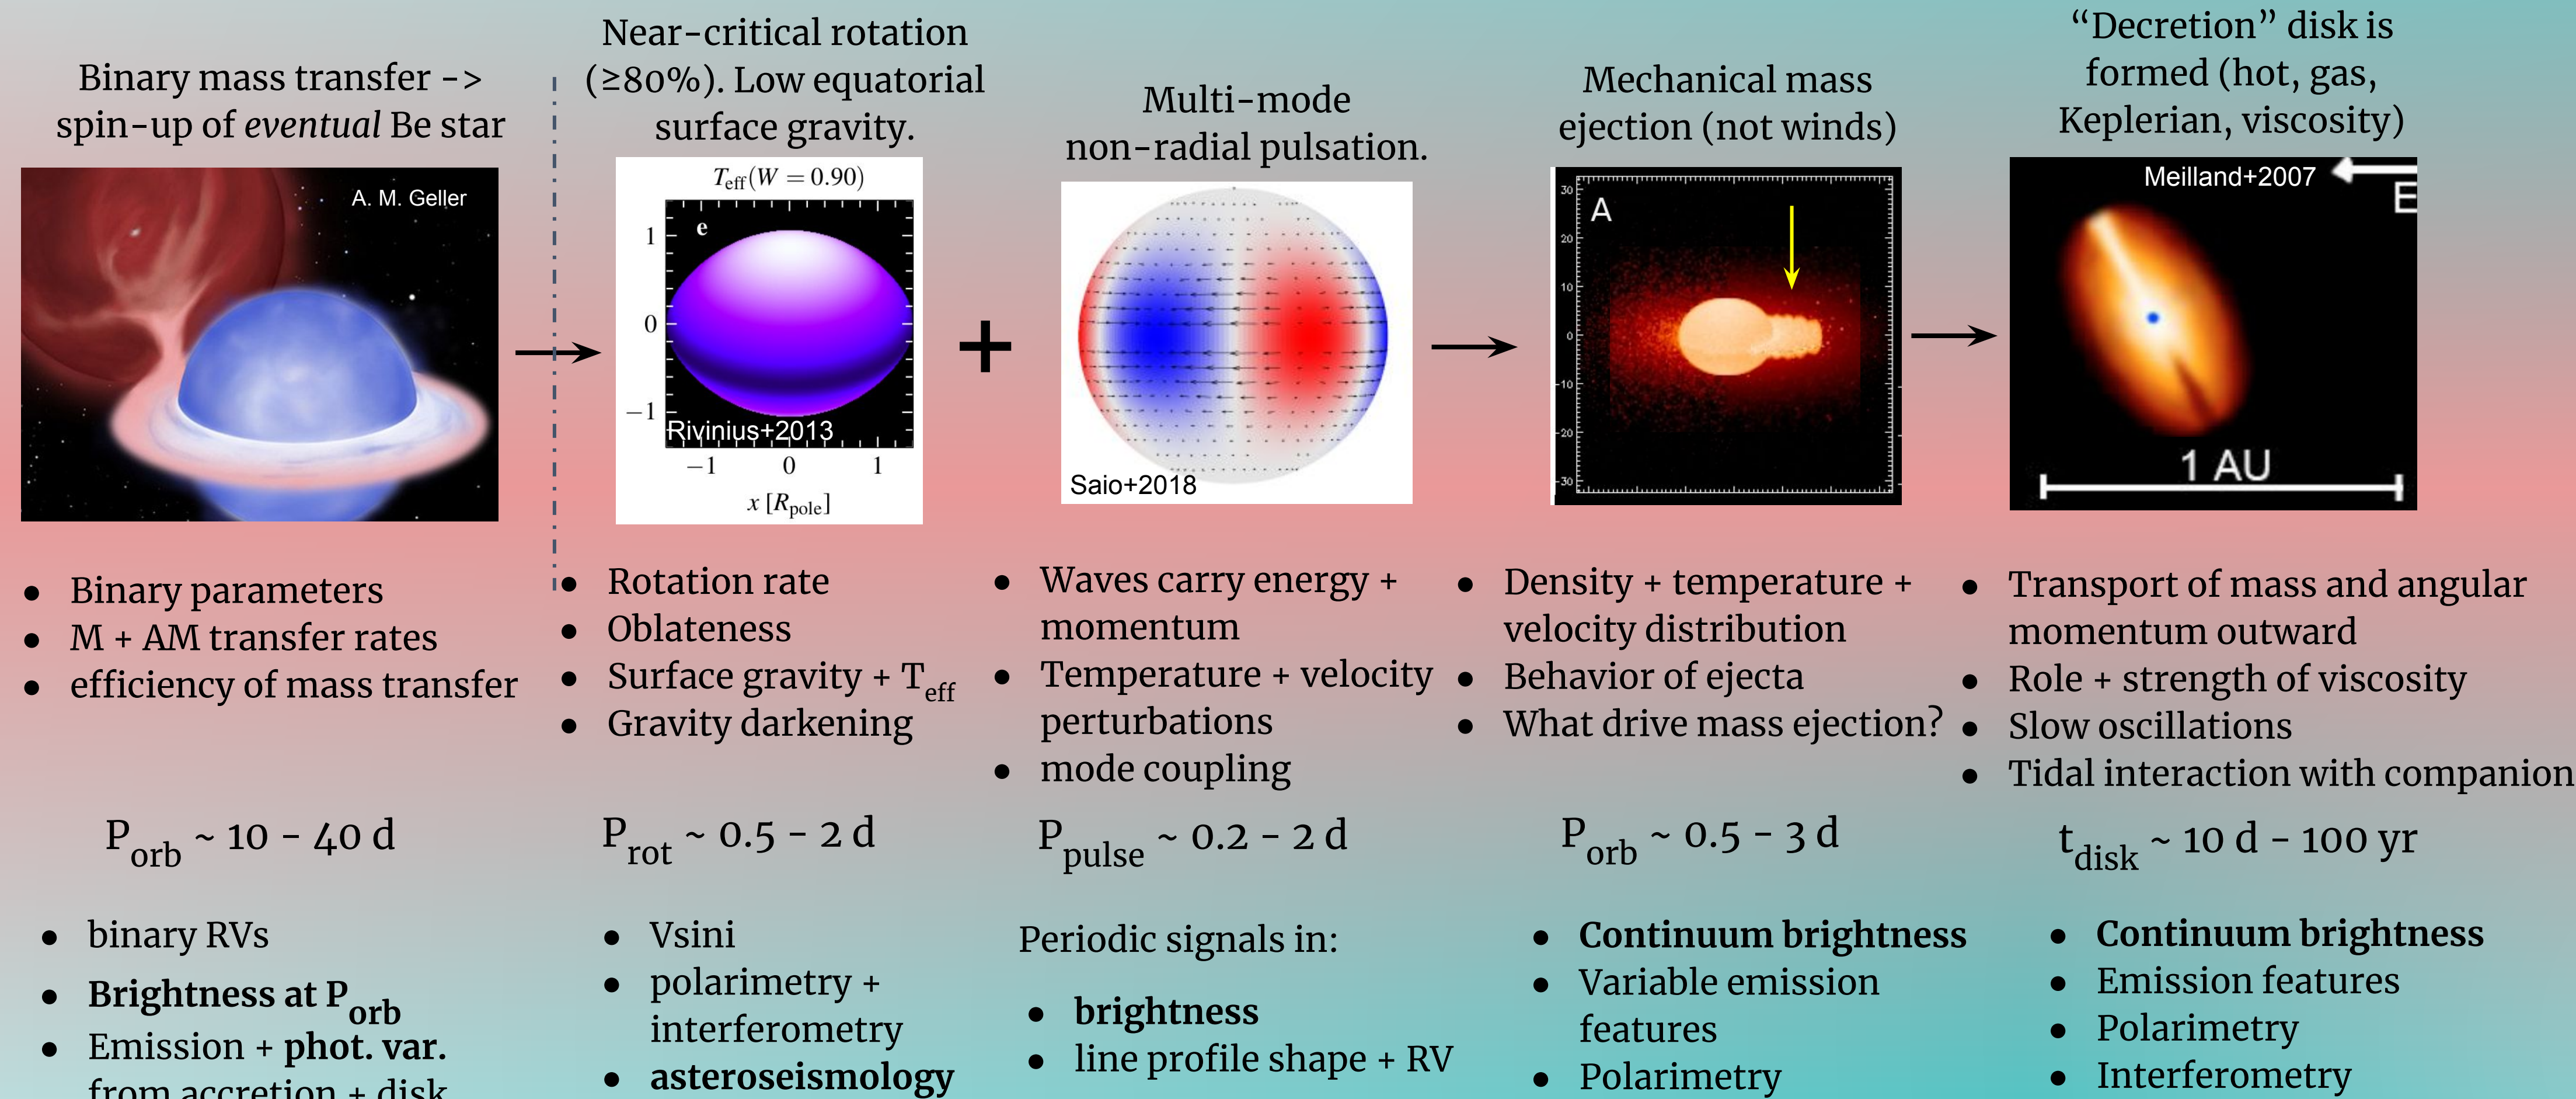 Binary mass transfer ->
spin-up of eventual Be star
A. M. Geller
Binary parameters
M + AM transfer rates
efficiency of mass transfer
Porb ~ 10 - 40 d
binary RVs
Brightness at Porb
Emission + phot. var.
from accretion + disk
Near-critical rotation
(≥80%). Low equatorial
surface gravity.
Teff(W = 0.90)
e
1
0
−1
Rivinius+2013
−1 0 1
x [Rpole]
Rotation rate
Oblateness
Surface gravity + Teff
Gravity darkening
Prot ~ 0.5 - 2 d
Vsini
polarimetry +
interferometry
asteroseismology
+
Multi-mode
non-radial pulsation.
Saio+2018
Waves carry energy +
momentum
Temperature + velocity
perturbations
mode coupling
Ppulse ~ 0.2 - 2 d
Periodic signals in:
brightness
line profile shape + RV
Mechanical mass
ejection (not winds)
A
30
20
10
0
-10
-20
-30
Density + temperature +
velocity distribution
Behavior of ejecta
What drive mass ejection?
Porb ~ 0.5 - 3 d
Continuum brightness
Variable emission
features
Polarimetry
“Decretion” disk is
formed (hot, gas,
Keplerian, viscosity)
Meilland+2007
E
1 AU
Transport of mass and angular
momentum outward
Role + strength of viscosity
Slow oscillations
Tidal interaction with companion
tdisk ~ 10 d - 100 yr
Continuum brightness
Emission features
Polarimetry
Interferometry